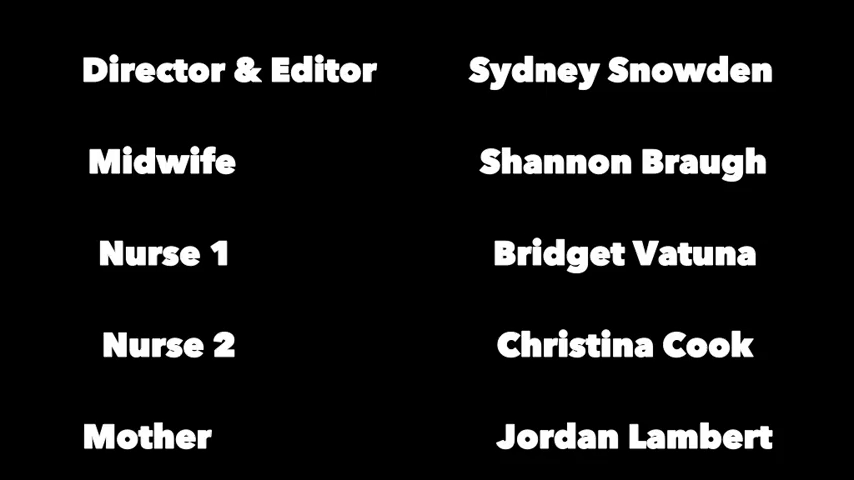 Director & Editor Sydney Snowden
Midwife Shannon Braugh
Nurse 1 Bridget Vatuna
Nurse 2 Christina Cook
Mother Jordan Lambert